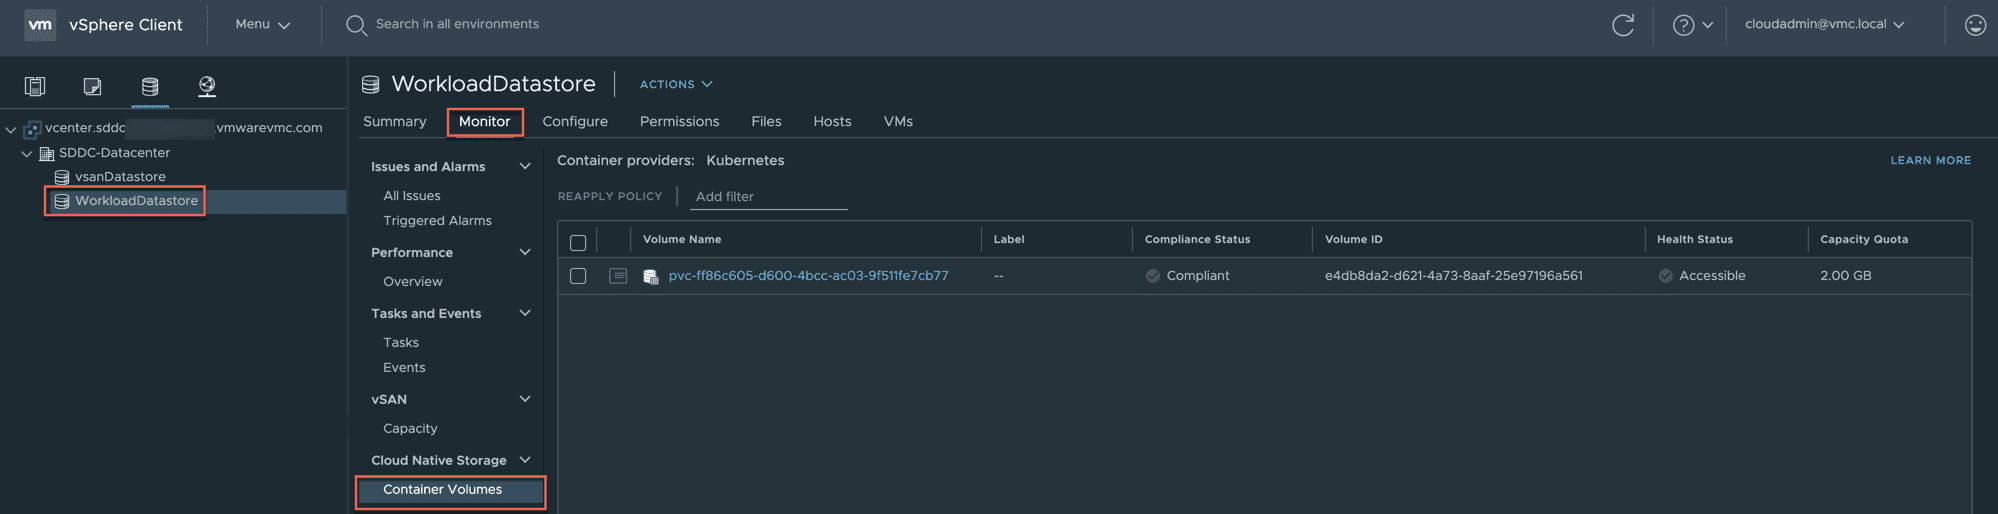 vm vSphere Client Menu Search in all environments cloudadmin@vmc.local
vcenter.sddc .vmwarevmc.com
SDDC-Datacenter
vsanDatastore
WorkloadDatastore
WorkloadDatastore ACTIONS
Summary Monitor Configure Permissions Files Hosts VMs
Issues and Alarms
All Issues
Triggered Alarms
Performance
Overview
Tasks and Events
Tasks
Events
vSAN
Capacity
Cloud Native Storage
Container Volumes
Container providers: Kubernetes LEARN MORE
REAPPLY POLICY Add filter
Volume Name Label Compliance Status Volume ID Health Status Capacity Quota
pvc-ff86c605-d600-4bcc-ac03-9f511fe7cb77 -- Compliant e4db8da2-d621-4a73-8aaf-25e97196a561 Accessible 2.00 GB